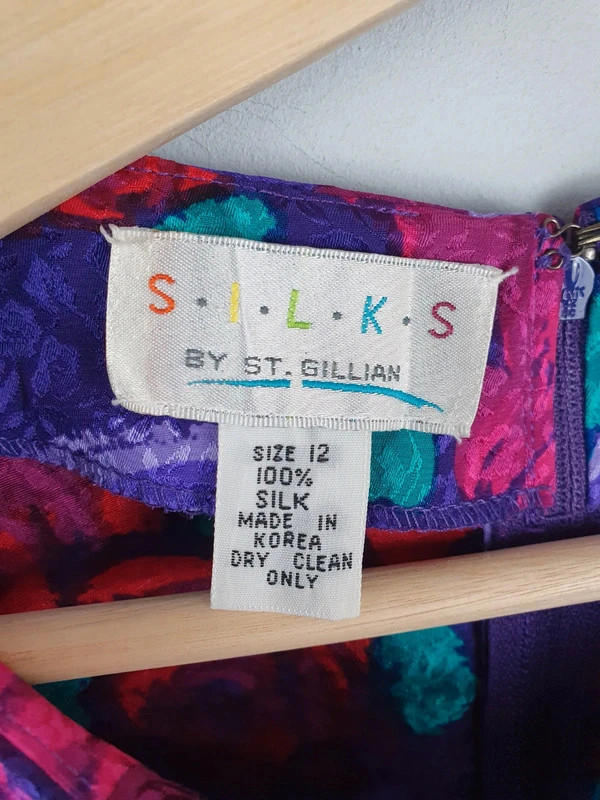 S·I·L·K·S
BY ST. GILLIAN
SIZE 12
100%
SILK
MADE IN
KOREA
DRY CLEAN
ONLY